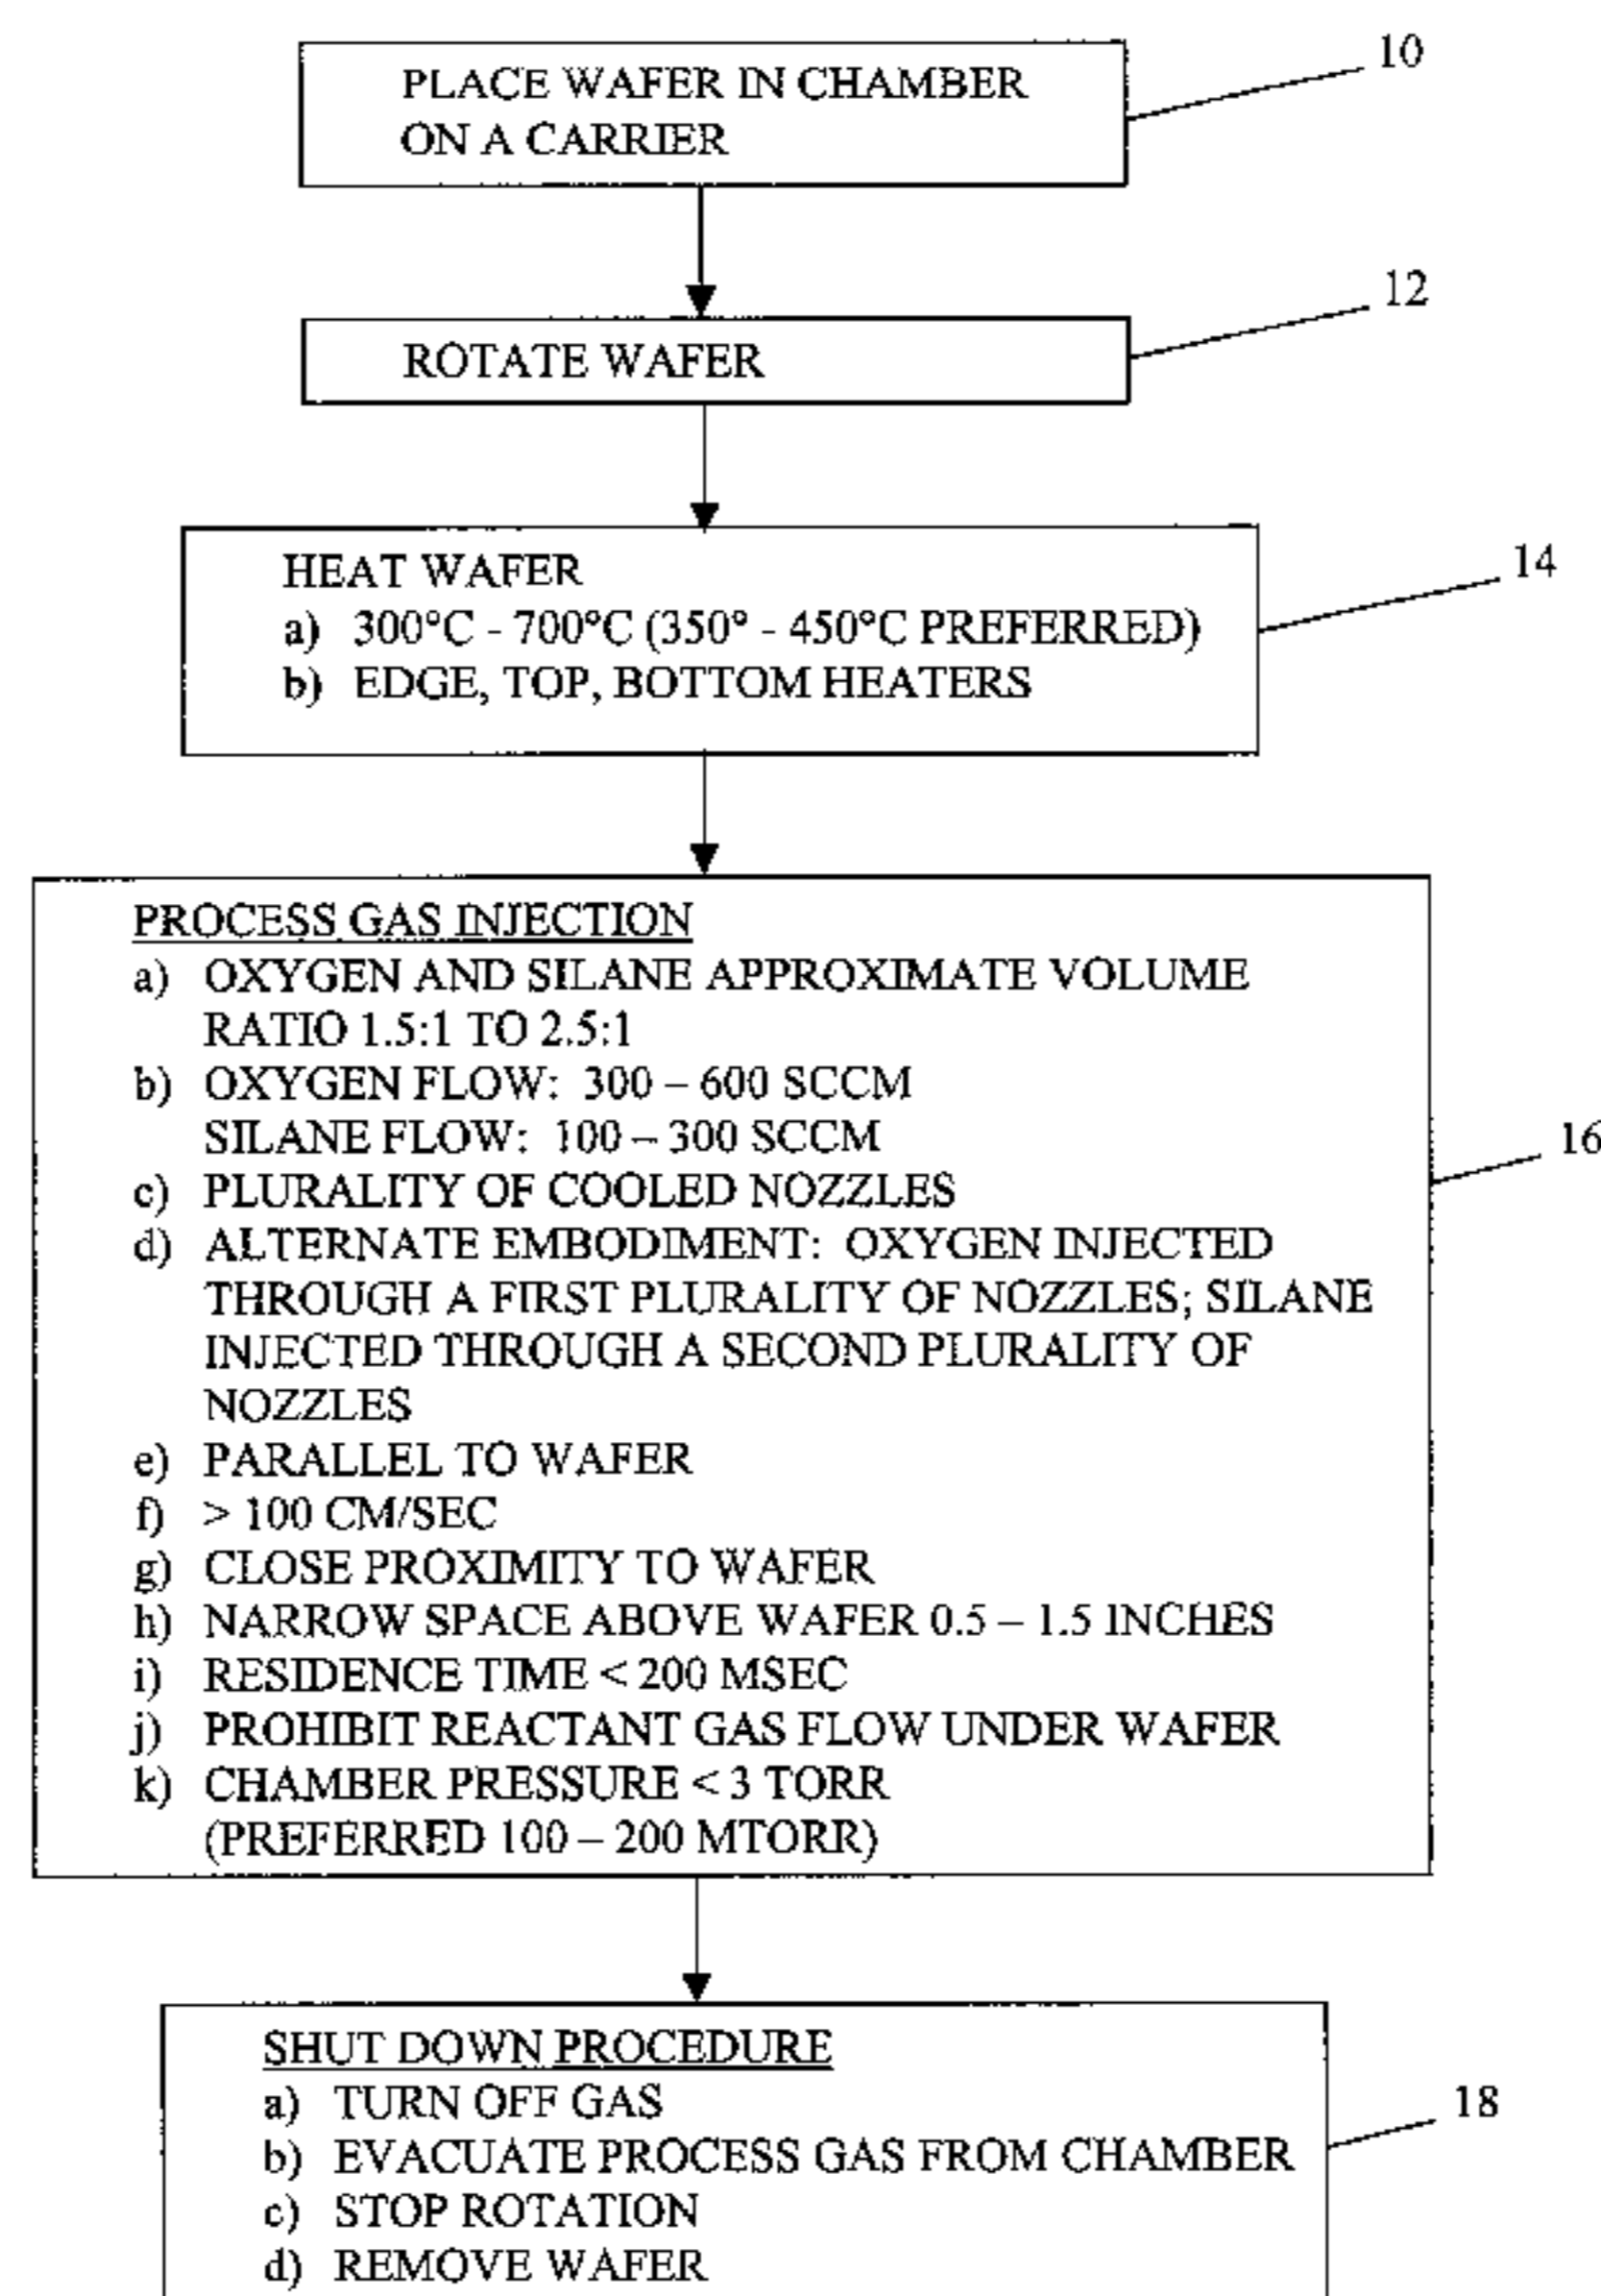 10
PLACE WAFER IN CHAMBER
ON A CARRIER
12
ROTATE WAFER
14
HEAT WAFER
a) 300°C - 700°C (350° - 450°C PREFERRED)
b) EDGE, TOP, BOTTOM HEATERS
PROCESS GAS INJECTION
a) OXYGEN AND SILANE APPROXIMATE VOLUME
RATIO 1.5:1 TO 2.5:1
b) OXYGEN FLOW: 300 – 600 SCCM
SILANE FLOW: 100 – 300 SCCM
16
c) PLURALITY OF COOLED NOZZLES
d) ALTERNATE EMBODIMENT: OXYGEN INJECTED
THROUGH A FIRST PLURALITY OF NOZZLES; SILANE
INJECTED THROUGH A SECOND PLURALITY OF
NOZZLES
e) PARALLEL TO WAFER
f) > 100 CM/SEC
g) CLOSE PROXIMITY TO WAFER
h) NARROW SPACE ABOVE WAFER 0.5 – 1.5 INCHES
i) RESIDENCE TIME < 200 MSEC
j) PROHIBIT REACTANT GAS FLOW UNDER WAFER
k) CHAMBER PRESSURE < 3 TORR
(PREFERRED 100 – 200 MTORR)
SHUT DOWN PROCEDURE
a) TURN OFF GAS
18
b) EVACUATE PROCESS GAS FROM CHAMBER
c) STOP ROTATION
d) REMOVE WAFER